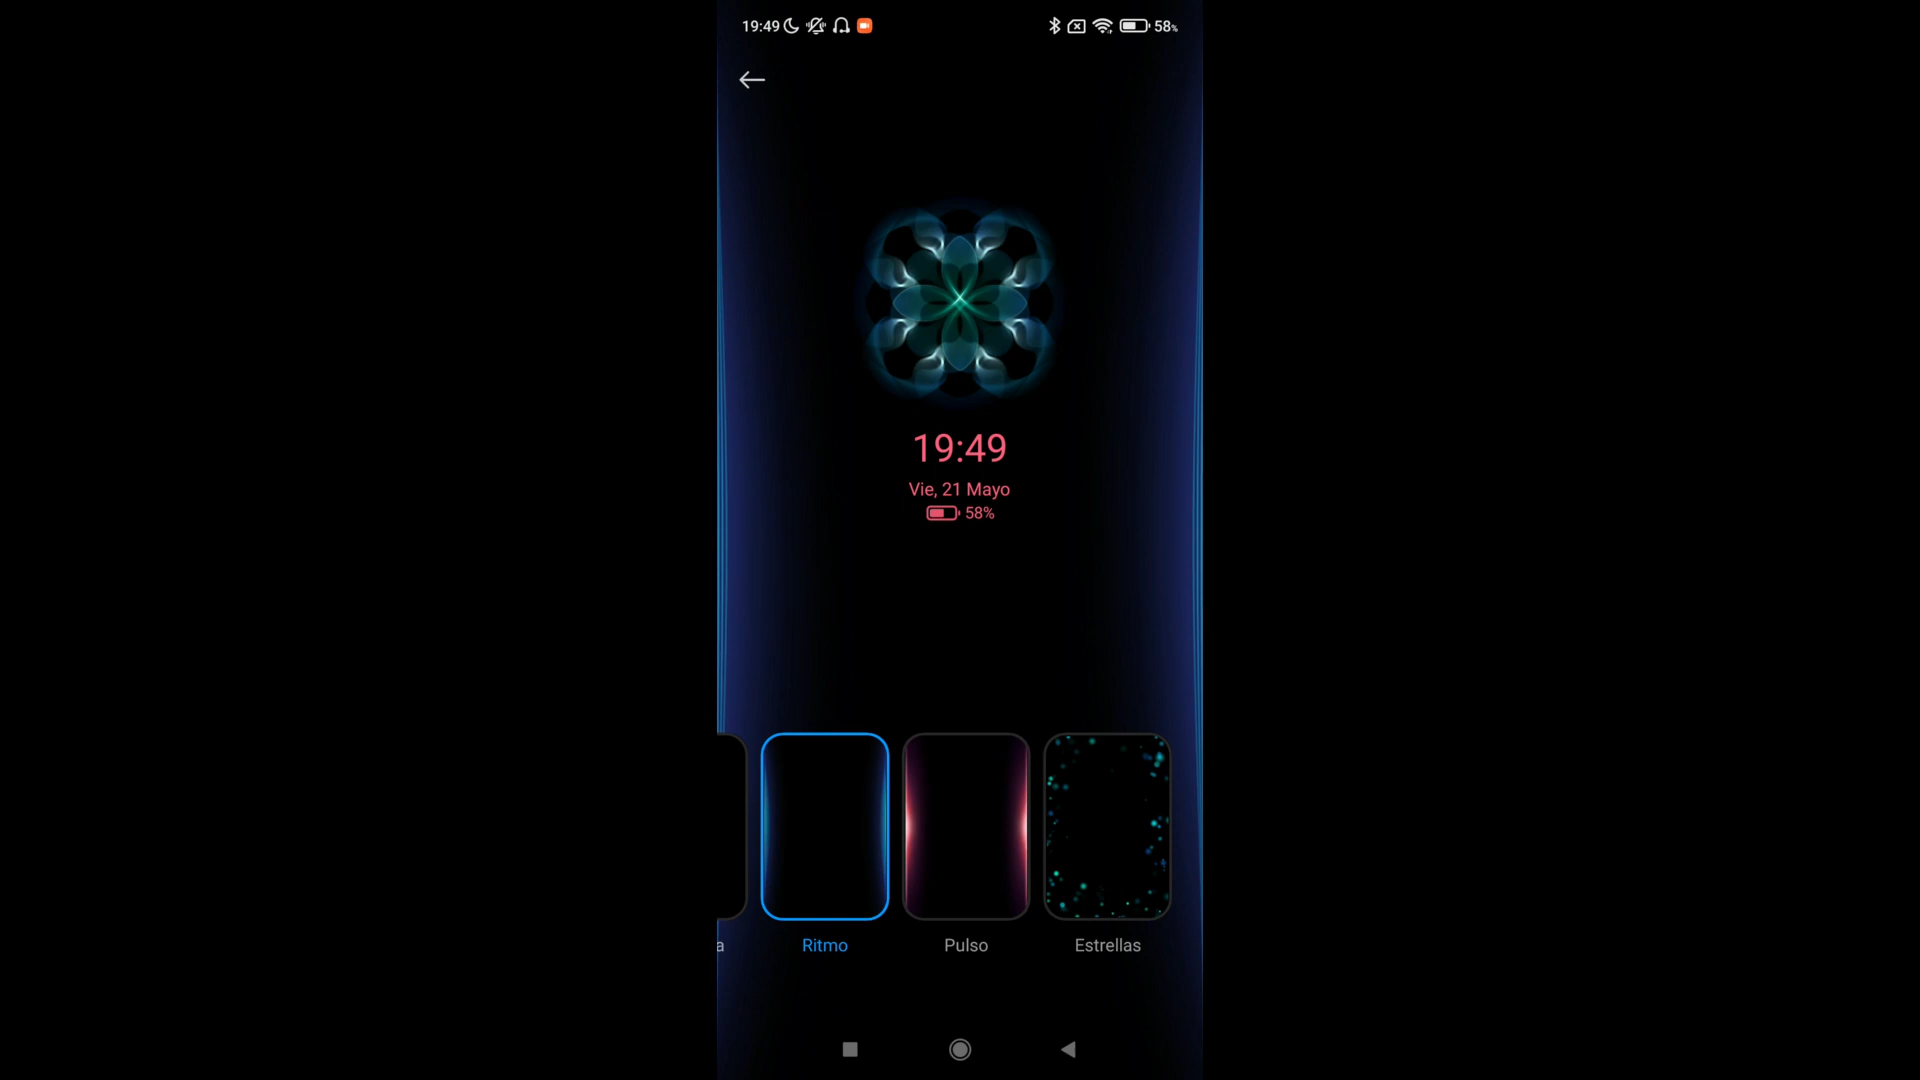 19:49 58%
19:49
Vie, 21 Mayo
58%
a Ritmo Pulso Estrellas